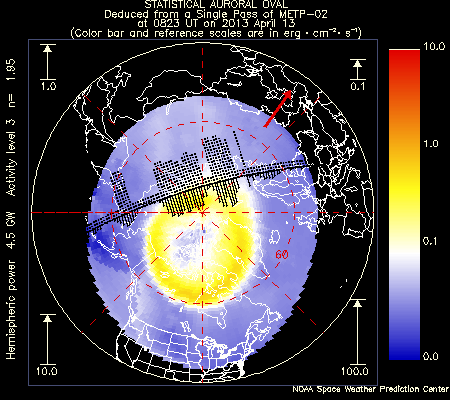 STATISTICAL AURORAL OVAL
Deduced from a Single Pass of METP-02
at 0823 UT on 2013 April 13
(Color bar and reference scales are in erg · cm⁻² · s⁻¹)
Hemispheric power 4.5 GW Activity level 3 n= 1.95
1.0
0.1
60
10.0
100.0
10.0
1.0
0.1
0.0
NOAA Space Weather Prediction Center